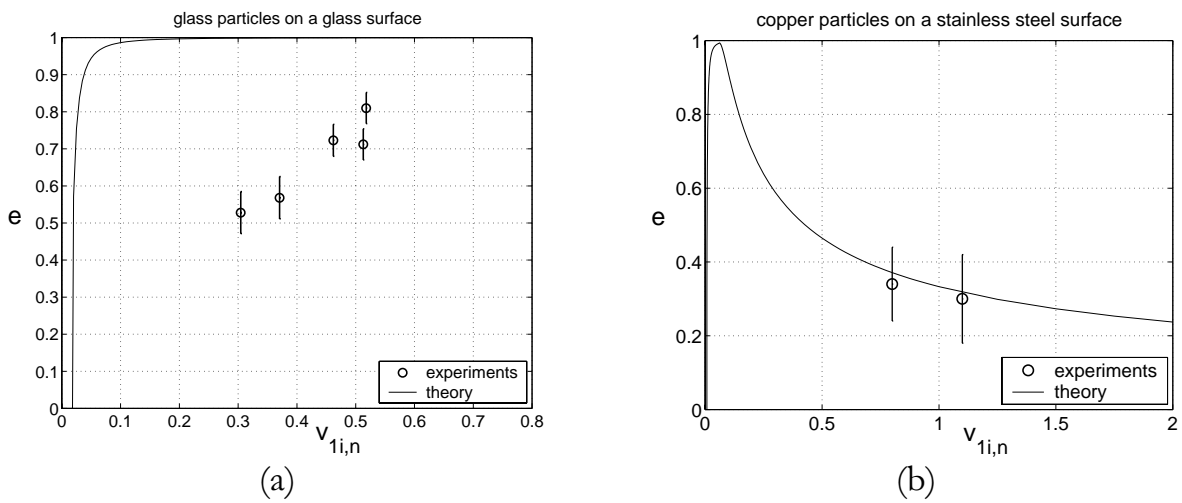 glass particles on a glass surface
1
0.9
0.8
0.7
0.6
0.5
0.4
0.3
0.2
0.1
0
e
0
0.1
0.2
0.3
0.4
0.5
0.6
0.7
0.8
v1i,n
experiments
theory
(a)
copper particles on a stainless steel surface
1
0.8
0.6
0.4
0.2
0
e
0
0.5
1
1.5
2
v1i,n
experiments
theory
(b)